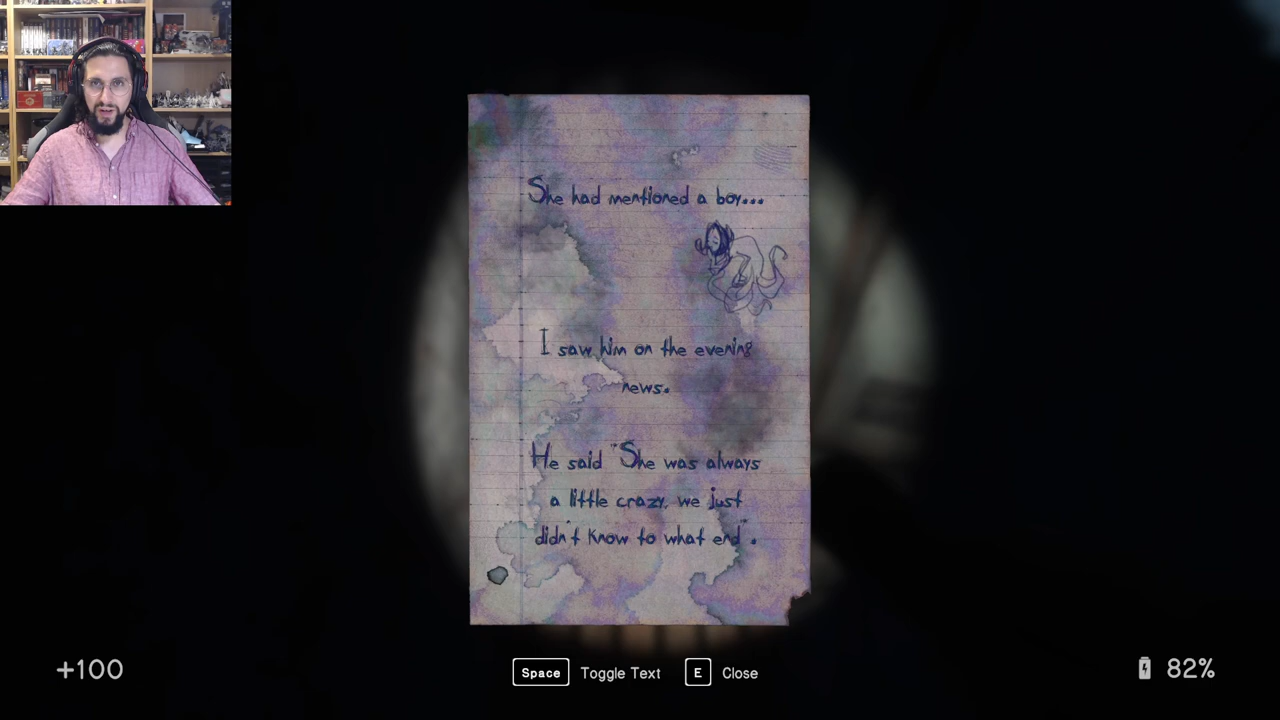 She had mentioned a boy...
I saw him on the evening
news.
He said "She was always
a little crazy, we just
didn't know to what end".
+100
Space Toggle Text E Close
82%